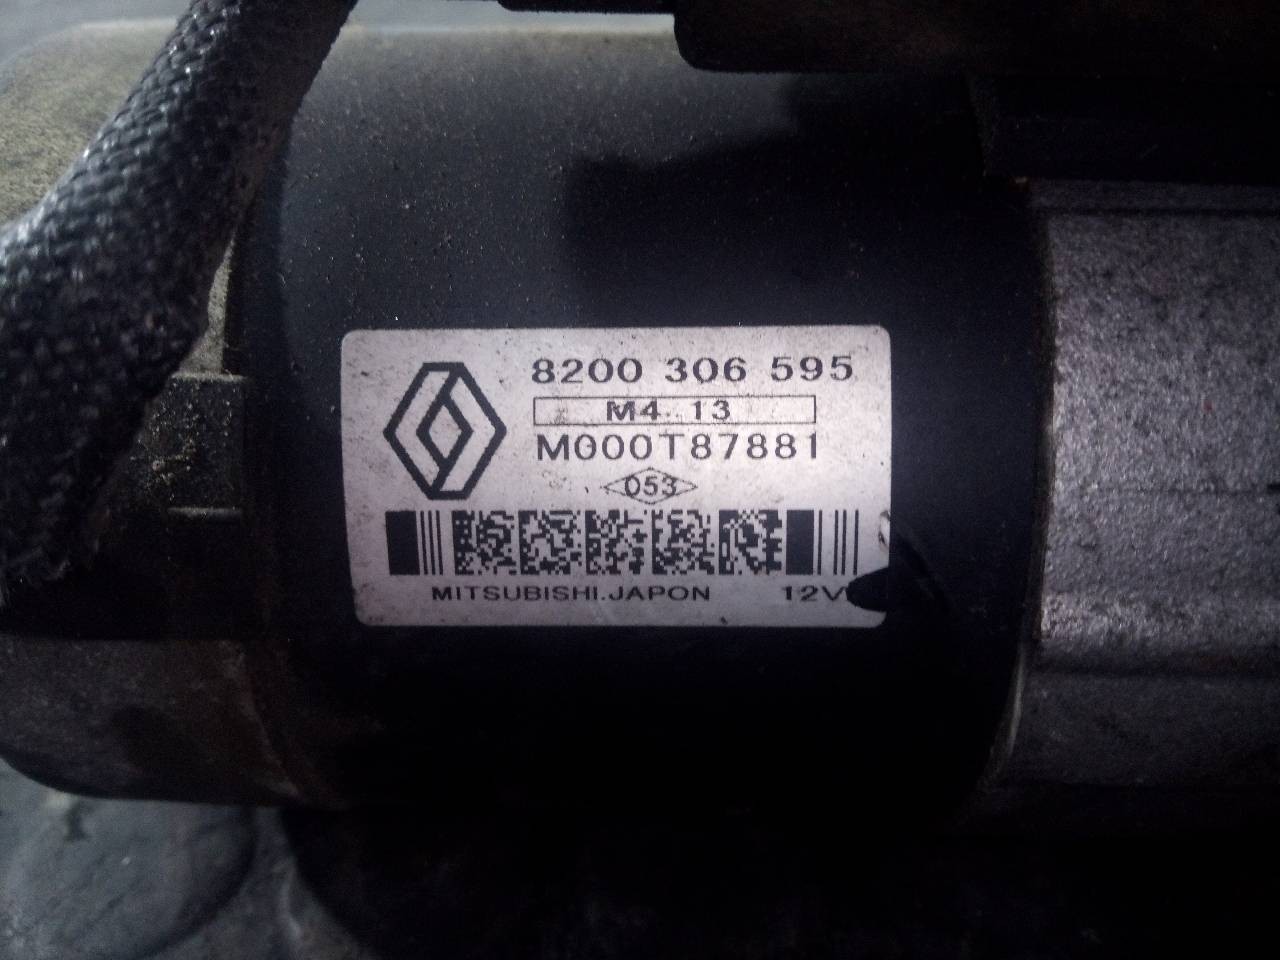 8200 306 595
M4 13
M000T87881
053
MITSUBISHI.JAPON 12V